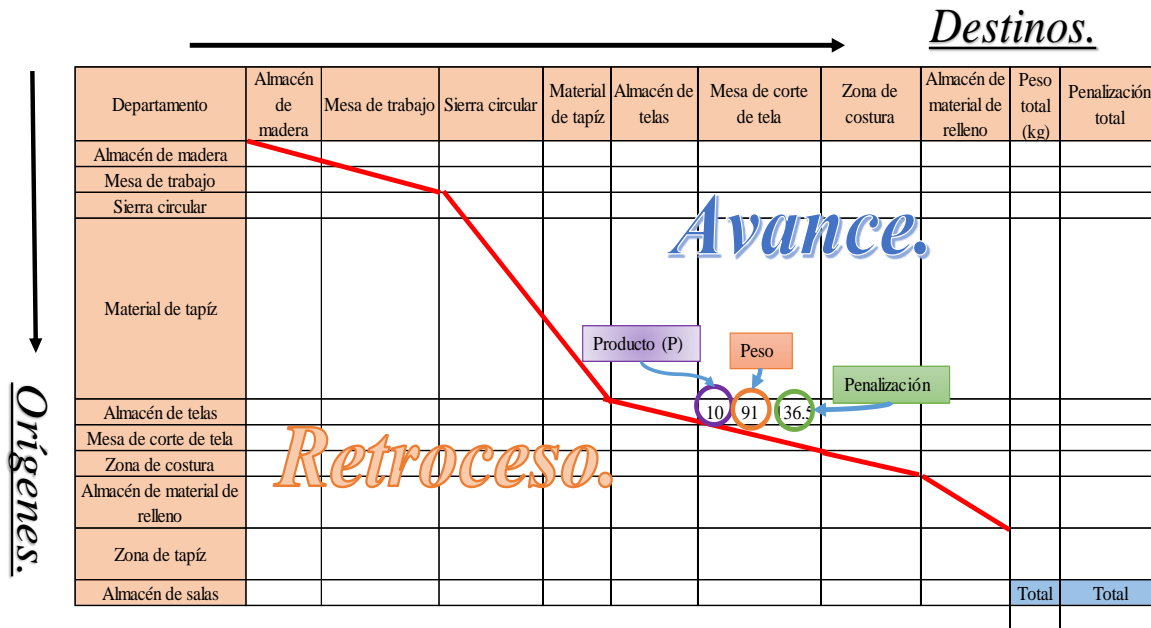 Destinos.
Orígenes.
Departamento
Almacén
de
madera
Mesa de trabajo
Sierra circular
Material
de tapíz
Almacén de
telas
Mesa de corte
de tela
Zona de
costura
Almacén de
material de
relleno
Peso
total
(kg)
Penalización
total
Almacén de madera
Mesa de trabajo
Sierra circular
Avance.
Material de tapíz
Producto (P)
Peso
Penalización
Almacén de telas
10
91
136.5
Mesa de corte de tela
Retroceso.
Zona de costura
Almacén de material de
relleno
Zona de tapíz
Almacén de salas
Total
Total